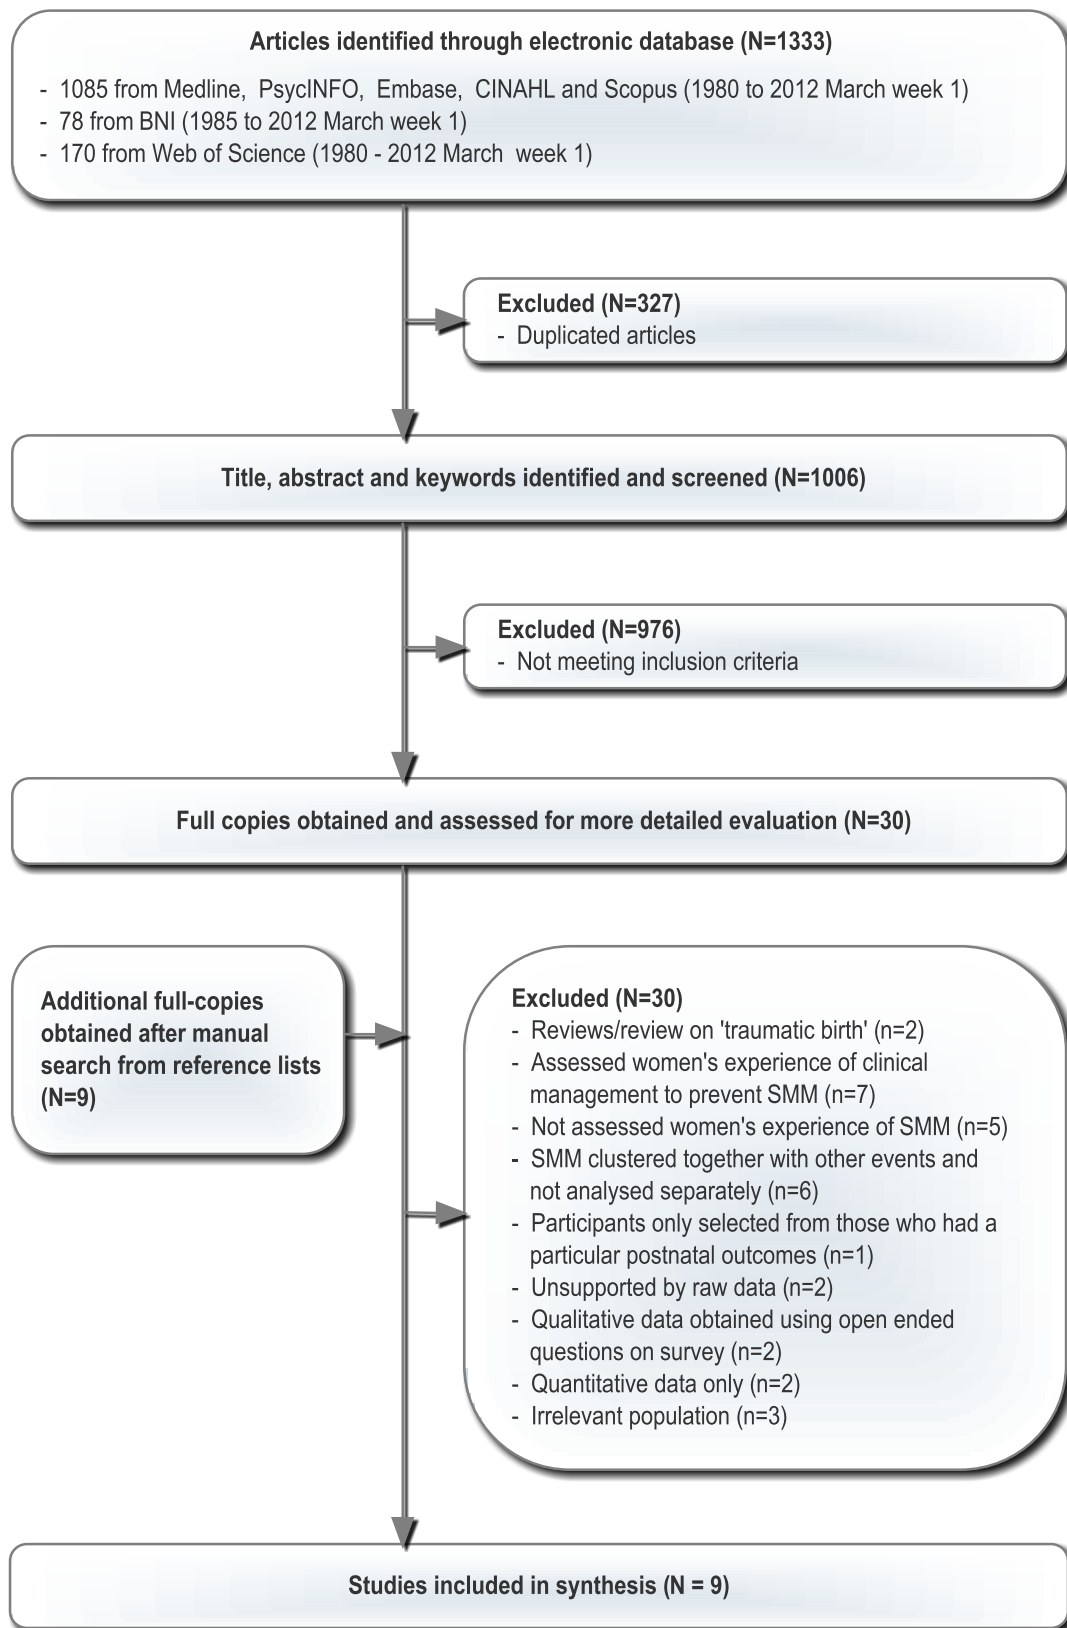 Articles identified through electronic database (N=1333)
- 1085 from Medline, PsycINFO, Embase, CINAHL and Scopus (1980 to 2012 March week 1)
- 78 from BNI (1985 to 2012 March week 1)
- 170 from Web of Science (1980 - 2012 March week 1)
Excluded (N=327)
- Duplicated articles
Title, abstract and keywords identified and screened (N=1006)
Excluded (N=976)
- Not meeting inclusion criteria
Full copies obtained and assessed for more detailed evaluation (N=30)
Additional full-copies
obtained after manual
search from reference lists
(N=9)
Excluded (N=30)
- Reviews/review on 'traumatic birth' (n=2)
- Assessed women's experience of clinical
management to prevent SMM (n=7)
- Not assessed women's experience of SMM (n=5)
- SMM clustered together with other events and
not analysed separately (n=6)
- Participants only selected from those who had a
particular postnatal outcomes (n=1)
- Unsupported by raw data (n=2)
- Qualitative data obtained using open ended
questions on survey (n=2)
- Quantitative data only (n=2)
- Irrelevant population (n=3)
Studies included in synthesis (N = 9)